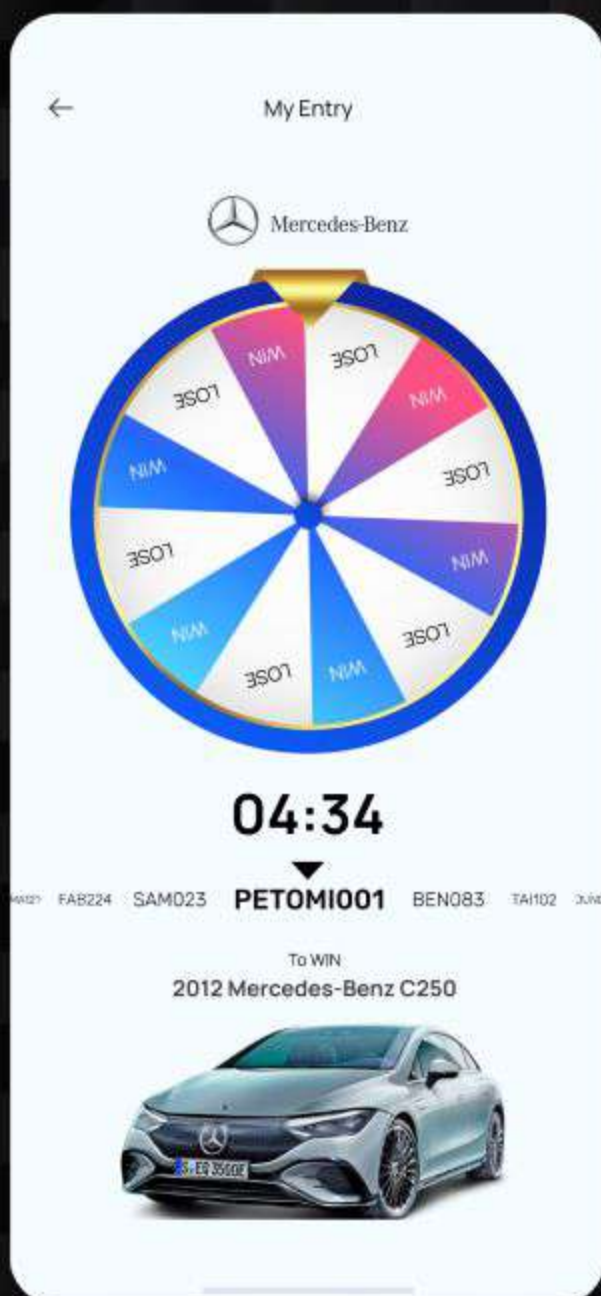 My Entry
Mercedes-Benz
WIN
LOSE
LOSE
WIN
WIN
LOSE
LOSE
WIN
WIN
LOSE
LOSE
WIN
04:34
FAB224 SAM023 PETOMI001 BEN083 TAI102
To WIN
2012 Mercedes-Benz C250